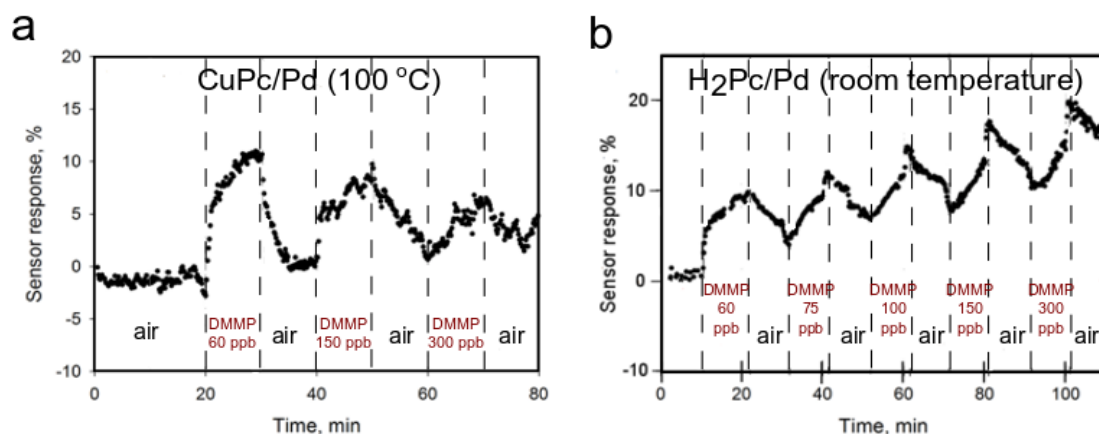 a
CuPc/Pd (100 °C)
Sensor response, %
20
15
10
5
0
-5
-10
air
DMMP
60 ppb
air
DMMP
150 ppb
air
DMMP
300 ppb
air
0
20
40
60
80
Time, min
b
H2Pc/Pd (room temperature)
Sensor response, %
20
10
0
-10
DMMP
60
ppb
air
DMMP
75
ppb
air
DMMP
100
ppb
air
DMMP
150
ppb
air
DMMP
300
ppb
air
0
20
40
60
80
100
Time, min